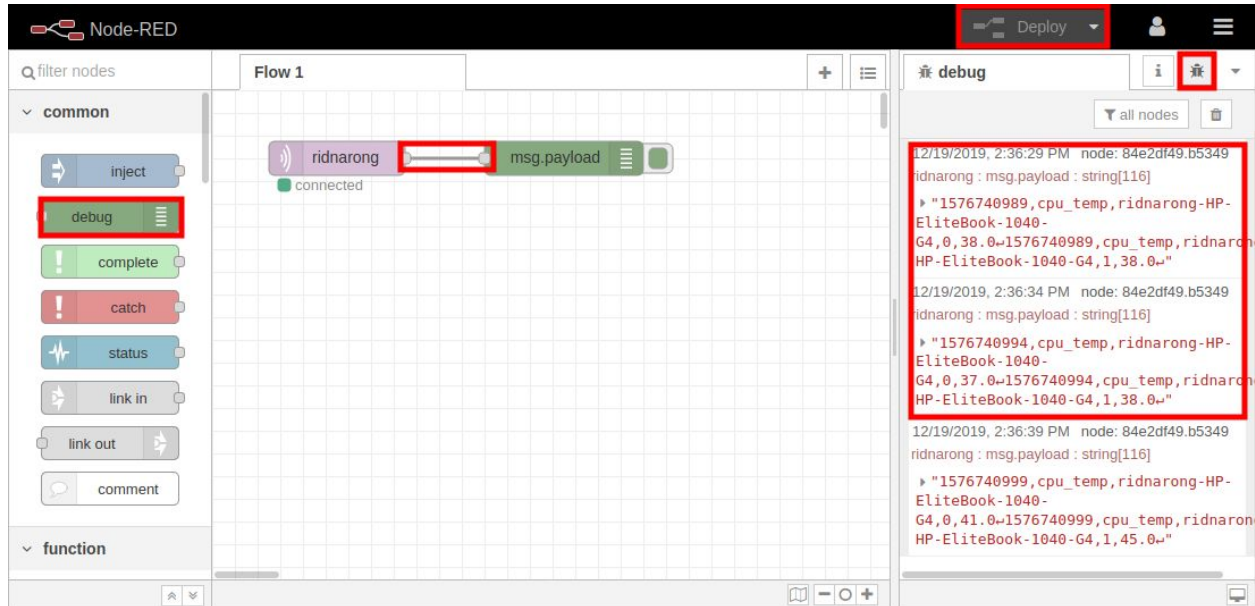 Node-RED
Deploy
filter nodes
Flow 1
debug
i
common
all nodes
inject
debug
complete
catch
status
link in
link out
comment
function
ridnarong
msg.payload
connected
12/19/2019, 2:36:29 PM node: 84e2df49.b5349
ridnarong : msg.payload : string[116]
"1576740989,cpu_temp,ridnarong-HP-
EliteBook-1040-
G4,0,38.0↵1576740989,cpu_temp,ridnarong
HP-EliteBook-1040-G4,1,38.0↵"
12/19/2019, 2:36:34 PM node: 84e2df49.b5349
ridnarong : msg.payload : string[116]
"1576740994,cpu_temp,ridnarong-HP-
EliteBook-1040-
G4,0,37.0↵1576740994,cpu_temp,ridnarong
HP-EliteBook-1040-G4,1,38.0↵"
12/19/2019, 2:36:39 PM node: 84e2df49.b5349
ridnarong : msg.payload : string[116]
"1576740999,cpu_temp,ridnarong-HP-
EliteBook-1040-
G4,0,41.0↵1576740999,cpu_temp,ridnarong
HP-EliteBook-1040-G4,1,45.0↵"